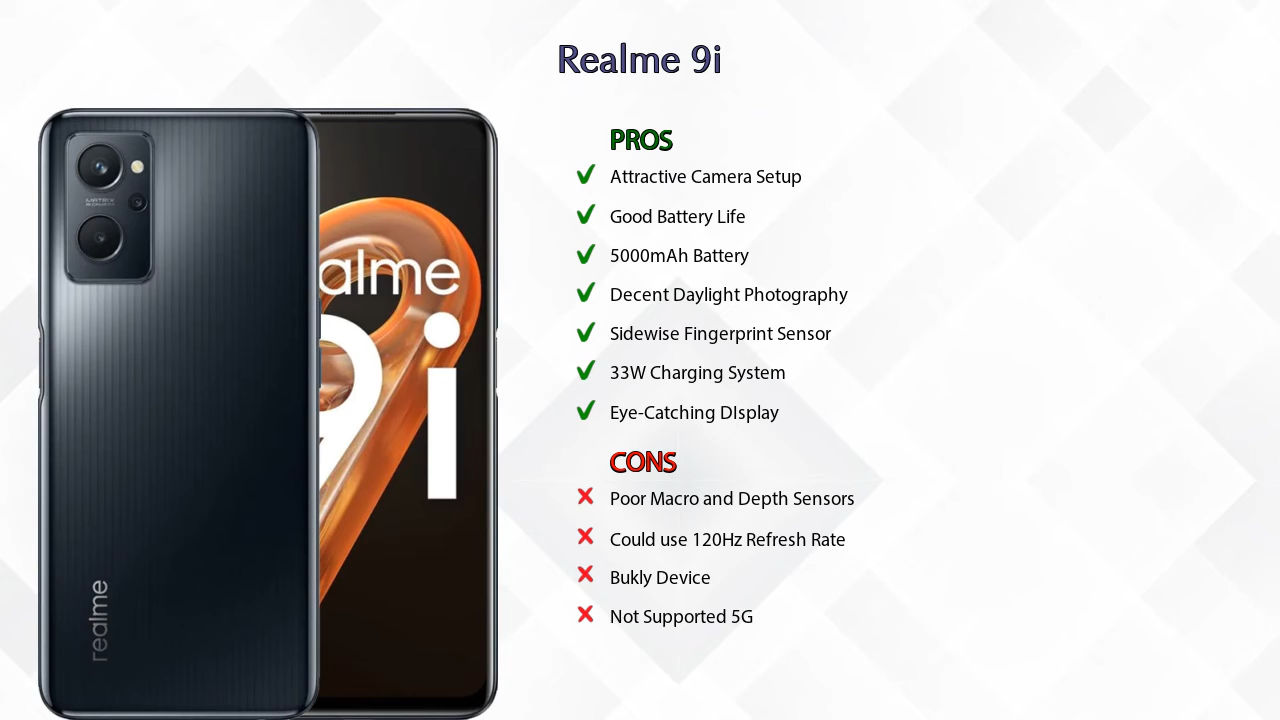 Realme 9i
PROS
Attractive Camera Setup
Good Battery Life
5000mAh Battery
Decent Daylight Photography
Sidewise Fingerprint Sensor
33W Charging System
Eye-Catching DIsplay
CONS
Poor Macro and Depth Sensors
Could use 120Hz Refresh Rate
Bukly Device
Not Supported 5G
alme
9i
realme